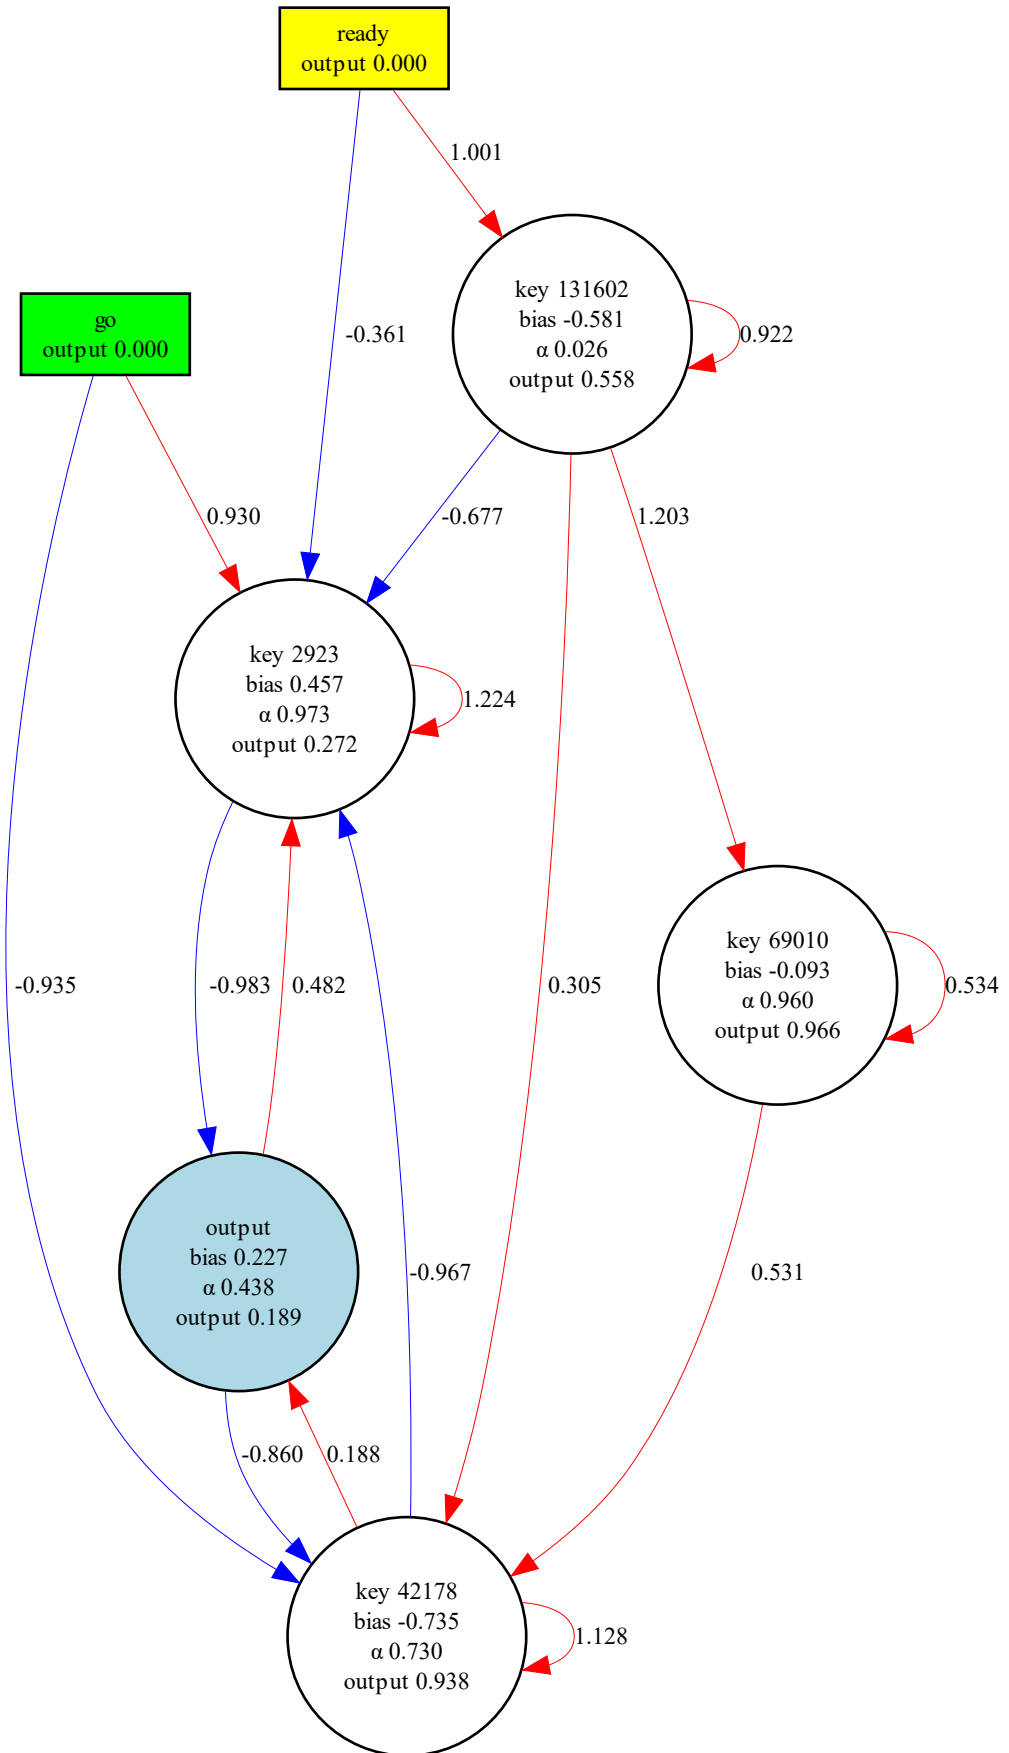 ready
output 0.000
1.001
key 131602
bias -0.581
α 0.026
output 0.558
0.922
-0.361
go
output 0.000
0.930
-0.677
1.203
key 2923
bias 0.457
α 0.973
output 0.272
1.224
key 69010
bias -0.093
α 0.960
output 0.966
0.534
-0.935
-0.983
0.482
0.305
output
bias 0.227
α 0.438
output 0.189
-0.967
0.531
-0.860
0.188
key 42178
bias -0.735
α 0.730
output 0.938
1.128